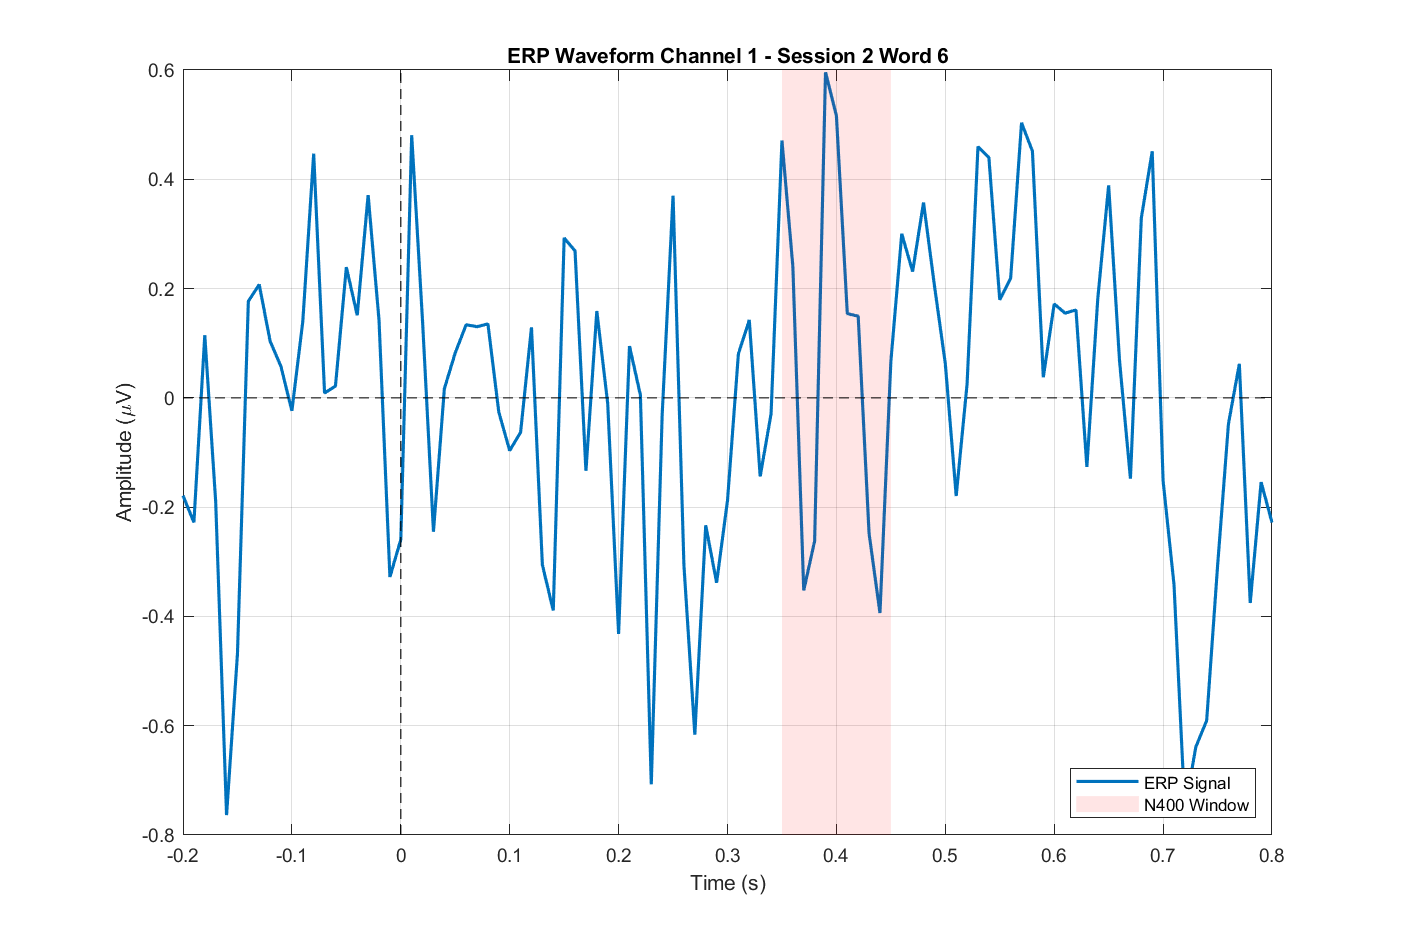 ERP Waveform Channel 1 - Session 2 Word 6
0.6
0.4
0.2
0
-0.2
-0.4
-0.6
-0.8
Amplitude (μV)
-0.2 -0.1 0 0.1 0.2 0.3 0.4 0.5 0.6 0.7 0.8
Time (s)
ERP Signal
N400 Window